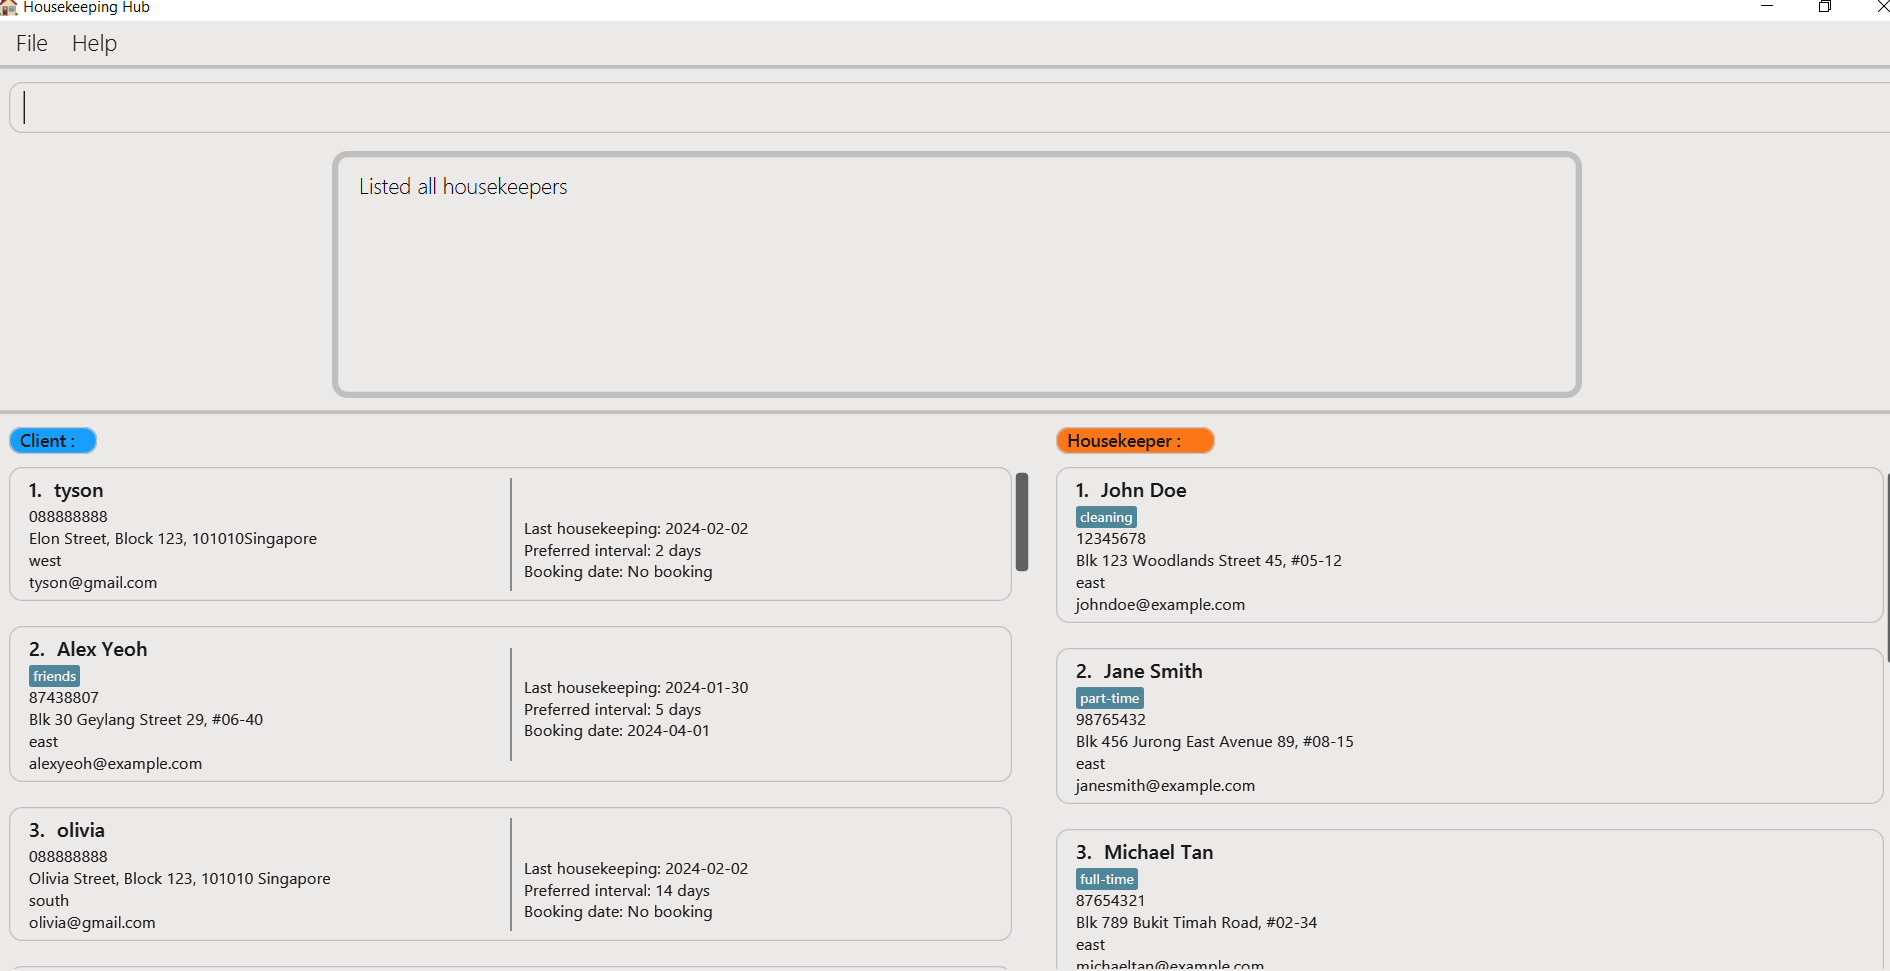 Housekeeping Hub
File Help
Listed all housekeepers
Client :
1. tyson
088888888
Elon Street, Block 123, 101010Singapore
west
tyson@gmail.com
Last housekeeping: 2024-02-02
Preferred interval: 2 days
Booking date: No booking
2. Alex Yeoh
friends
87438807
Blk 30 Geylang Street 29, #06-40
east
alexyeoh@example.com
Last housekeeping: 2024-01-30
Preferred interval: 5 days
Booking date: 2024-04-01
3. olivia
088888888
Olivia Street, Block 123, 101010 Singapore
south
olivia@gmail.com
Last housekeeping: 2024-02-02
Preferred interval: 14 days
Booking date: No booking
Housekeeper :
1. John Doe
cleaning
12345678
Blk 123 Woodlands Street 45, #05-12
east
johndoe@example.com
2. Jane Smith
part-time
98765432
Blk 456 Jurong East Avenue 89, #08-15
east
janesmith@example.com
3. Michael Tan
full-time
87654321
Blk 789 Bukit Timah Road, #02-34
east
michaeltan@example.com